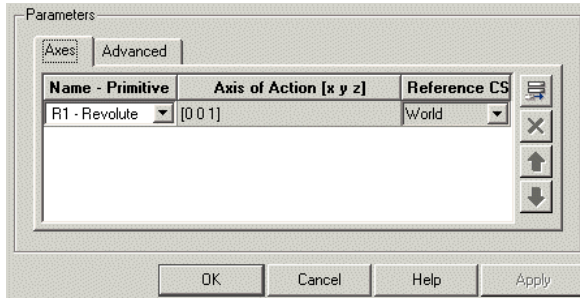 Parameters
Axes Advanced
Name - Primitive Axis of Action [x y z] Reference CS
R1 - Revolute [0 0 1] World
OK Cancel Help Apply